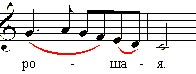 ро - ша - я.